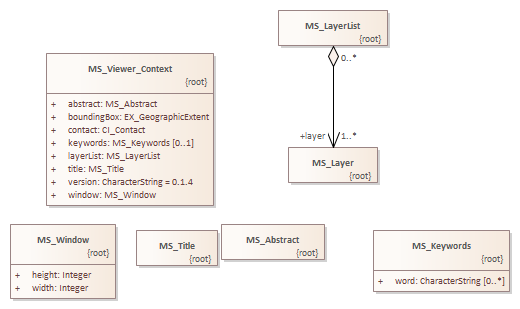 MS_LayerList
{root}
0..*
+layer
1..*
MS_Layer
{root}
MS_Viewer_Context
{root}
+ abstract: MS_Abstract
+ boundingBox: EX_GeographicExtent
+ contact: CI_Contact
+ keywords: MS_Keywords [0..1]
+ layerList: MS_LayerList
+ title: MS_Title
+ version: CharacterString = 0.1.4
+ window: MS_Window
MS_Window
{root}
+ height: Integer
+ width: Integer
MS_Title
{root}
MS_Abstract
{root}
MS_Keywords
{root}
+ word: CharacterString [0..*]